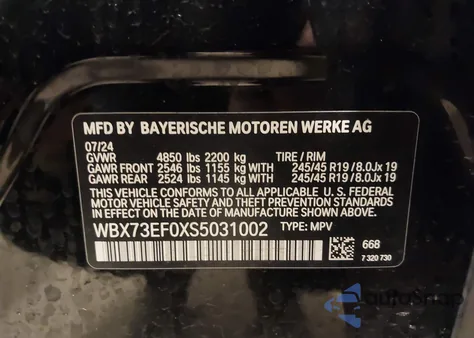 MFD BY BAYERISCHE MOTOREN WERKE AG
07/24
GVWR 4850 lbs 2200 kg TIRE / RIM
GAWR FRONT 2546 lbs 1155 kg WITH 245/45 R19 / 8.0Jx 19
GAWR REAR 2524 lbs 1145 kg WITH 245/45 R19 / 8.0Jx 19
THIS VEHICLE CONFORMS TO ALL APPLICABLE U. S. FEDERAL
MOTOR VEHICLE SAFETY AND THEFT PREVENTION STANDARDS
IN EFFECT ON THE DATE OF MANUFACTURE SHOWN ABOVE.
WBX73EF0XS5031002 TYPE: MPV
668
7 320 730
AutoSnap